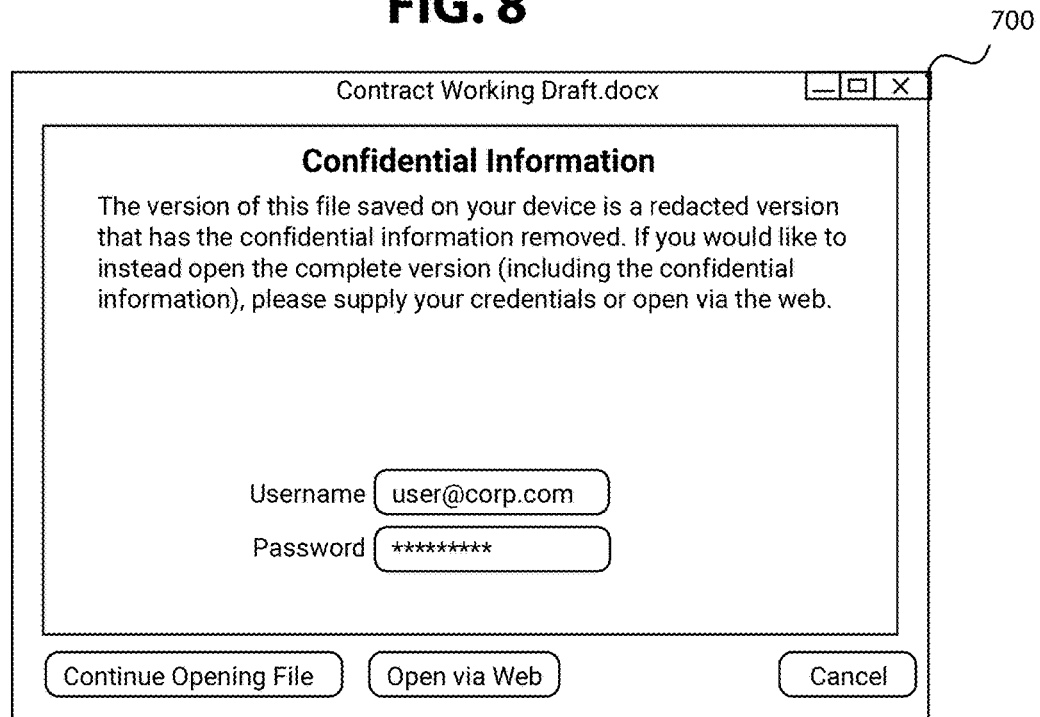 FIG. 8
700
Contract Working Draft.docx
Confidential Information
The version of this file saved on your device is a redacted version
that has the confidential information removed. If you would like to
instead open the complete version (including the confidential
information), please supply your credentials or open via the web.
Username user@corp.com
Password *********
Continue Opening File Open via Web Cancel